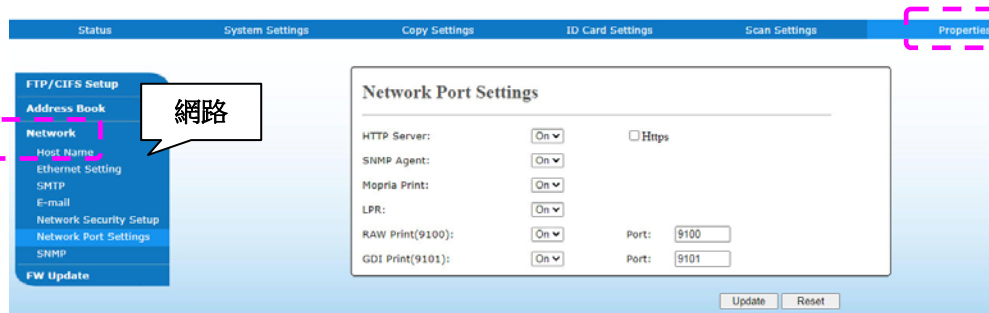 Status System Settings Copy Settings ID Card Settings Scan Settings Properties
FTP/CIFS Setup
Address Book
Network
Host Name
Ethernet Setting
SMTP
E-mail
Network Security Setup
Network Port Settings
SNMP
FW Update
網路
Network Port Settings
HTTP Server: On Https
SNMP Agent: On
Mopria Print: On
LPR: On
RAW Print(9100): On Port: 9100
GDI Print(9101): On Port: 9101
Update Reset